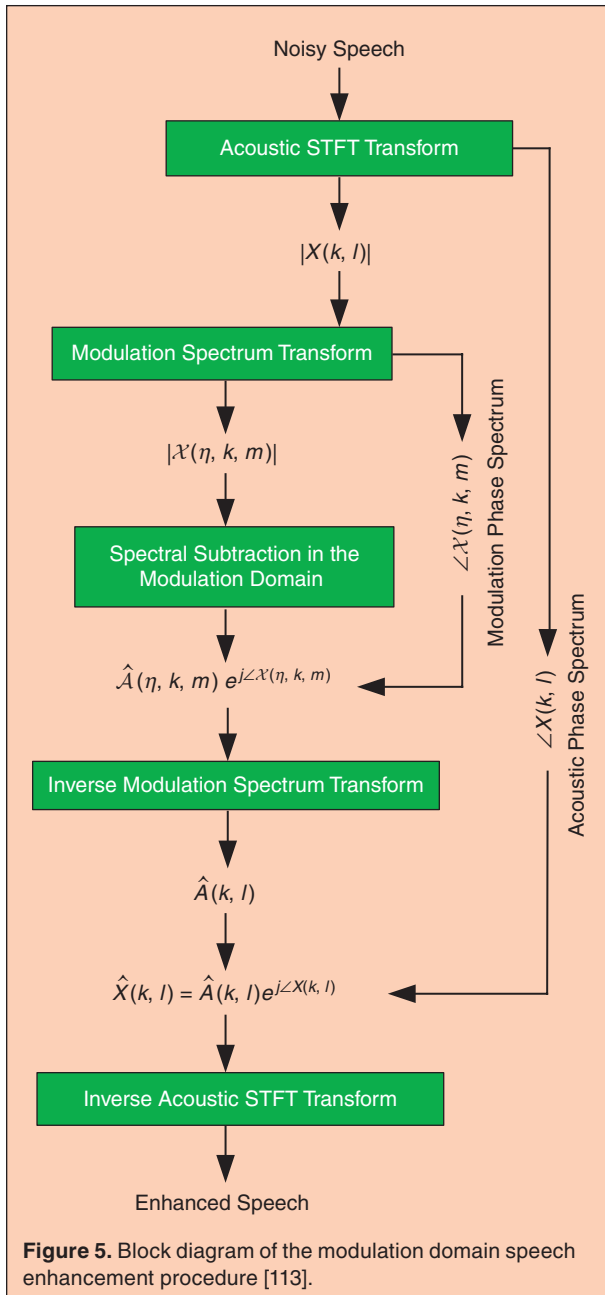 Noisy Speech
Acoustic STFT Transform
|X(k, l)|
Modulation Spectrum Transform
|𝒳(η, k, m)|
∠𝒳(η, k, m)
Modulation Phase Spectrum
Spectral Subtraction in the
Modulation Domain
∠X(k, l)
Acoustic Phase Spectrum
𝒜̂(η, k, m) e^{j∠𝒳(η, k, m)}
Inverse Modulation Spectrum Transform
Â(k, l)
X̂(k, l) = Â(k, l)e^{j∠X(k, l)}
Inverse Acoustic STFT Transform
Enhanced Speech
Figure 5. Block diagram of the modulation domain speech
enhancement procedure [113].